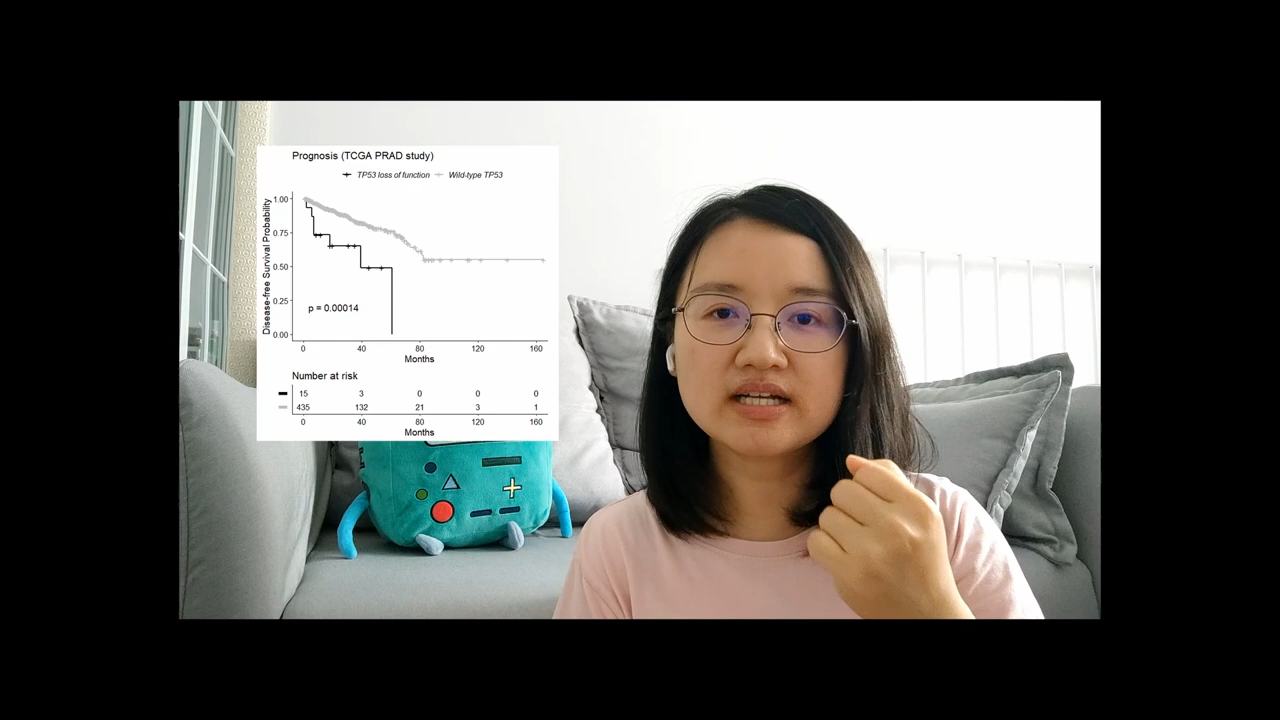 Prognosis (TCGA PRAD study)
TP53 loss of function Wild-type TP53
Disease-free Survival Probability
1.00
0.75
0.50
0.25
0.00
p = 0.00014
0 40 80 120 160
Months
Number at risk
15 3 0 0 0
435 132 21 3 1
0 40 80 120 160
Months